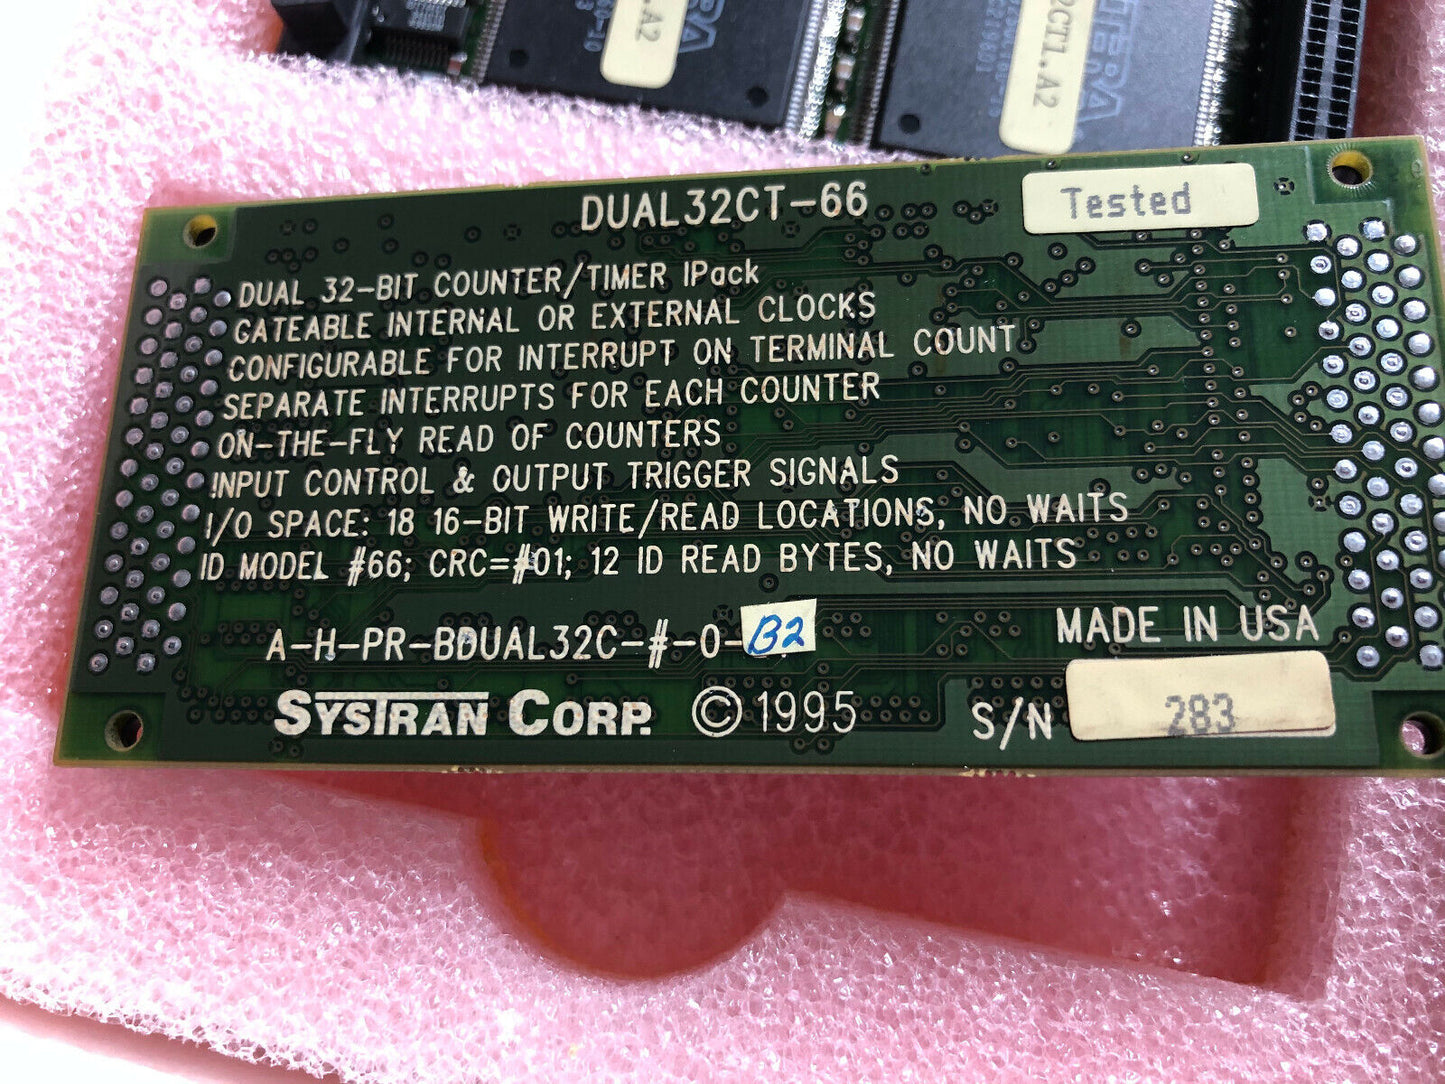 .A2
2CT1.A2
DUAL32CT-66
Tested
DUAL 32-BIT COUNTER/TIMER IPack
GATEABLE INTERNAL OR EXTERNAL CLOCKS
CONFIGURABLE FOR INTERRUPT ON TERMINAL COUNT
SEPARATE INTERRUPTS FOR EACH COUNTER
ON-THE-FLY READ OF COUNTERS
INPUT CONTROL & OUTPUT TRIGGER SIGNALS
I/O SPACE: 18 16-BIT WRITE/READ LOCATIONS, NO WAITS
ID MODEL #66; CRC=#01; 12 ID READ BYTES, NO WAITS
A-H-PR-BDUAL32C-#-0-B2
MADE IN USA
SYSTRAN CORP. © 1995
S/N 283